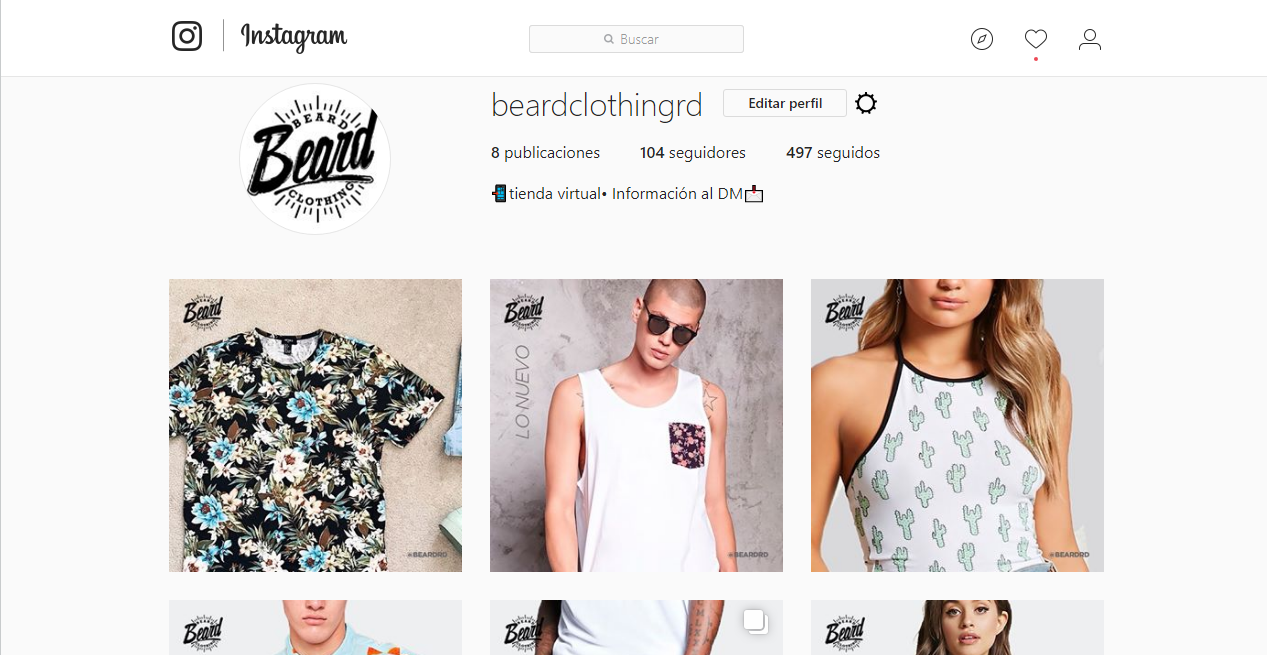 Instagram
Buscar
beardclothingrd
Editar perfil
8 publicaciones 104 seguidores 497 seguidos
tienda virtual• Información al DM
BEARD
Beard
CLOTHING
Beard
Beard
LO NUEVO
Beard
@BEARDRD
@BEARDRD
@BEARDRD
Beard
Beard
Beard